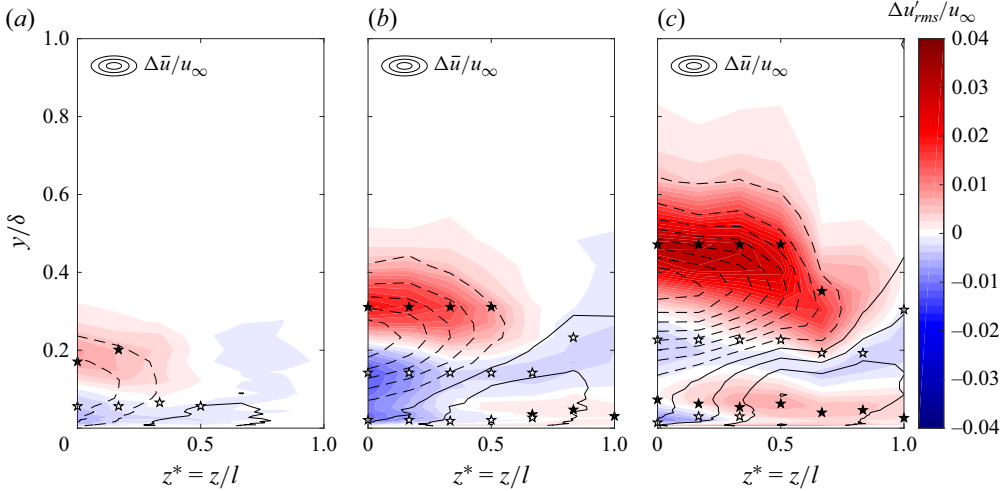 (a) (b) (c) Δu′rms/u∞
1.0 0.04
Δū/u∞ Δū/u∞ Δū/u∞
0.03
0.8
0.02
0.6 0.01
y/δ 0
0.4 –0.01
–0.02
0.2
–0.03
–0.04
0 0.5 1.0 0 0.5 1.0 0 0.5 1.0
z* = z/l z* = z/l z* = z/l